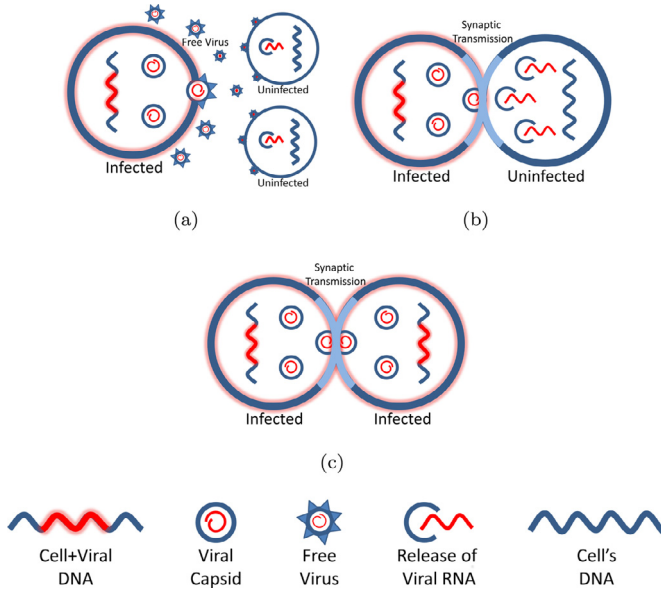 Free Virus
Uninfected
Uninfected
Infected
(a)
Synaptic
Transmission
Infected
Uninfected
(b)
Synaptic
Transmission
Infected
Infected
(c)
Cell+Viral
DNA
Viral
Capsid
Free
Virus
Release of
Viral RNA
Cell's
DNA